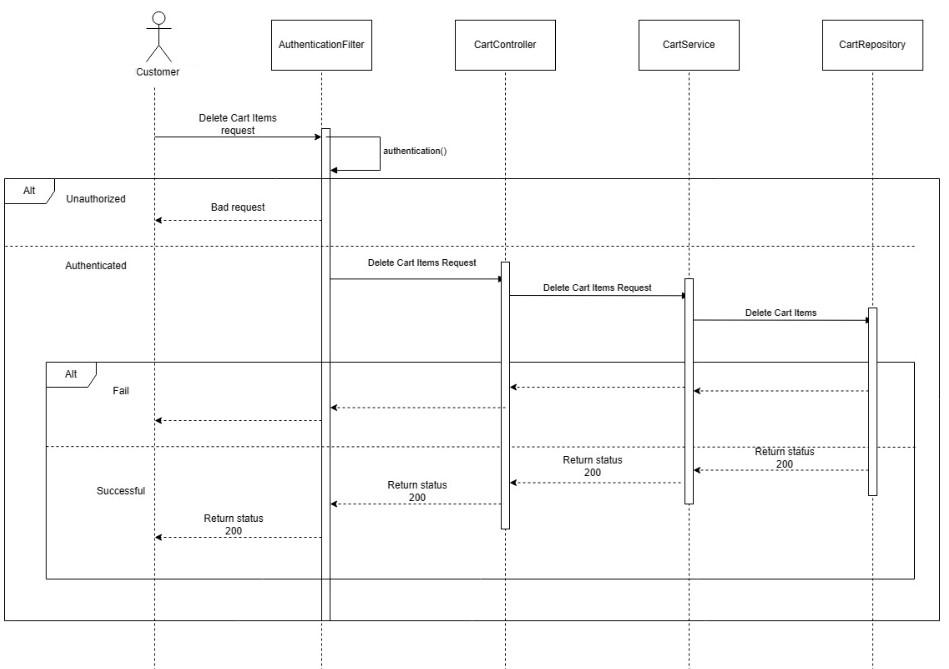 Customer
AuthenticationFilter
CartController
CartService
CartRepository
Delete Cart Items
request
authentication()
Alt
Unauthorized
Bad request
Authenticated
Delete Cart Items Request
Delete Cart Items Request
Delete Cart Items
Alt
Fail
Return status
200
Return status
200
Return status
200
Successful
Return status
200